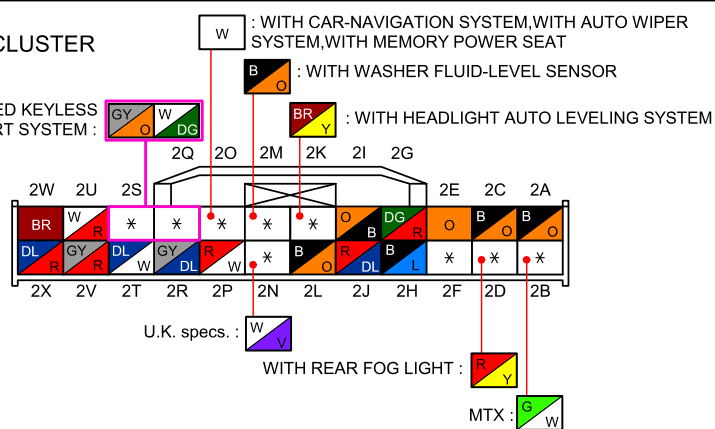 : WITH CAR-NAVIGATION SYSTEM,WITH AUTO WIPER
W
SYSTEM,WITH MEMORY POWER SEAT
CLUSTER
B O : WITH WASHER FLUID-LEVEL SENSOR
ED KEYLESS
RT SYSTEM :
GY O W DG
BR Y : WITH HEADLIGHT AUTO LEVELING SYSTEM
2Q 2O 2M 2K 2I 2G
2W 2U 2S 2E 2C 2A
BR W R * * * * * O B DG R O B O B O
DL R GY R DL W GY DL R W * B O R DL B L * * *
2X 2V 2T 2R 2P 2N 2L 2J 2H 2F 2D 2B
U.K. specs. : W V
WITH REAR FOG LIGHT : R Y
MTX : G W